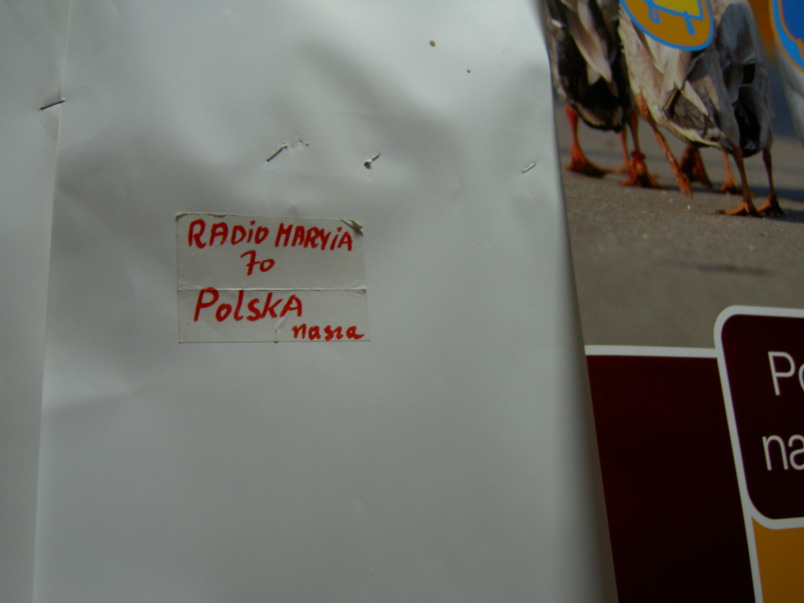 RADiO MARYiA
To
PolSKA
nasza
Po
na